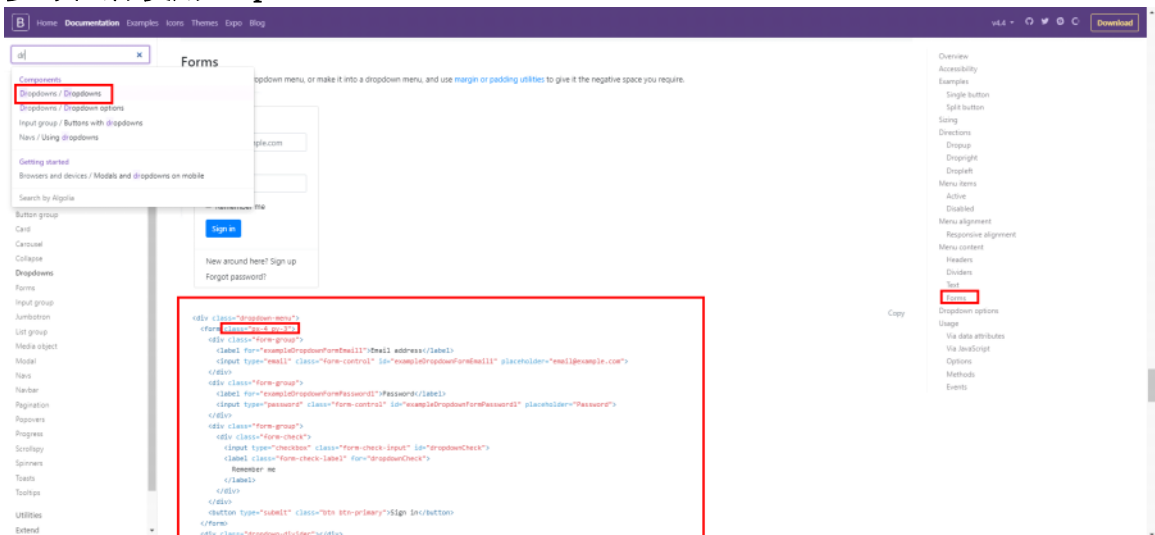 B Home Documentation Examples Icons Themes Expo Blog
v4.4
Download
dr
Components
Dropdowns / Dropdowns
Dropdowns / Dropdown options
Input group / Buttons with dropdowns
Navs / Using dropdowns
Getting started
Browsers and devices / Modals and dropdowns on mobile
Search by Algolia
Button group
Card
Carousel
Collapse
Dropdowns
Forms
Input group
Jumbotron
List group
Media object
Modal
Navs
Navbar
Pagination
Popovers
Progress
Scrollspy
Spinners
Toasts
Tooltips
Utilities
Extend
Forms
opdown menu, or make it into a dropdown menu, and use margin or padding utilities to give it the negative space you require.
mple.com
Remember me
Sign in
New around here? Sign up
Forgot password?
Copy
<div class="dropdown-menu">
<form class="px-4 py-3">
<div class="form-group">
<label for="exampleDropdownFormEmail1">Email address</label>
<input type="email" class="form-control" id="exampleDropdownFormEmail1" placeholder="email@example.com">
</div>
<div class="form-group">
<label for="exampleDropdownFormPassword1">Password</label>
<input type="password" class="form-control" id="exampleDropdownFormPassword1" placeholder="Password">
</div>
<div class="form-group">
<div class="form-check">
<input type="checkbox" class="form-check-input" id="dropdownCheck">
<label class="form-check-label" for="dropdownCheck">
Remember me
</label>
</div>
</div>
<button type="submit" class="btn btn-primary">Sign in</button>
</form>
<div class="dropdown-divider"></div>
Overview
Accessibility
Examples
Single button
Split button
Sizing
Directions
Dropup
Dropright
Dropleft
Menu items
Active
Disabled
Menu alignment
Responsive alignment
Menu content
Headers
Dividers
Text
Forms
Dropdown options
Usage
Via data attributes
Via JavaScript
Options
Methods
Events